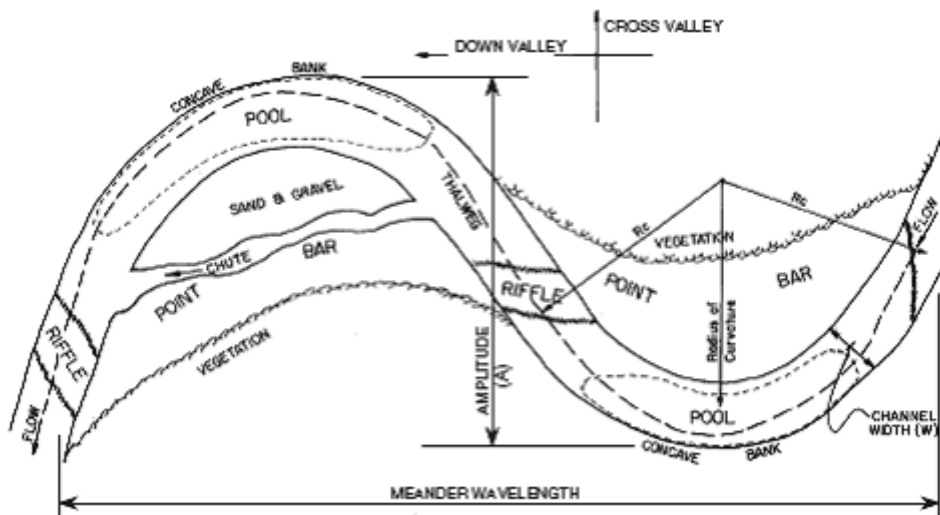 CROSS VALLEY
DOWN VALLEY
CONCAVE BANK
POOL
SAND & GRAVEL
THALWEG
CHUTE
BAR
POINT
VEGETATION
RIFFLE
FLOW
AMPLITUDE
(A)
RIFFLE
Rc
Rc
VEGETATION
FLOW
POINT
BAR
Radius of
Curvature
POOL
CONCAVE BANK
CHANNEL
WIDTH (W)
MEANDER WAVELENGTH